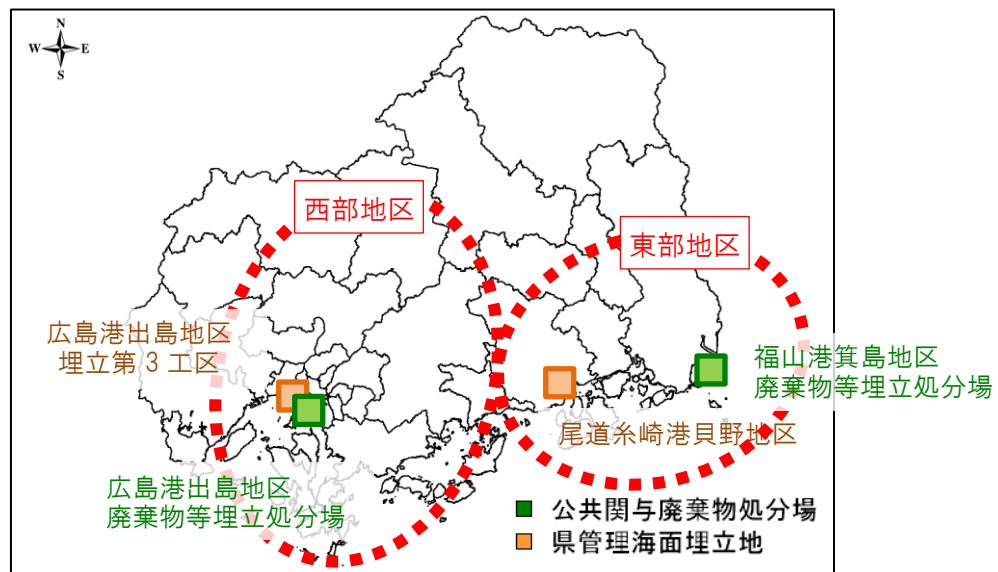 N
W E
S
西部地区
東部地区
広島港出島地区
埋立第3工区
福山港箕島地区
廃棄物等埋立処分場
尾道糸崎港貝野地区
広島港出島地区
廃棄物等埋立処分場
公共関与廃棄物処分場
県管理海面埋立地